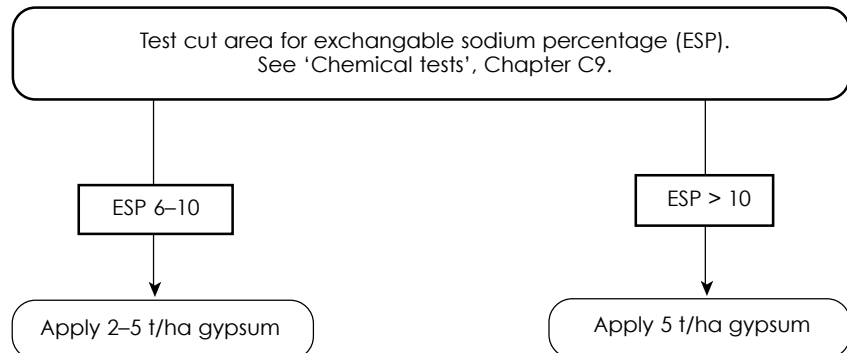 Test cut area for exchangable sodium percentage (ESP).
See ‘Chemical tests’, Chapter C9.
ESP 6–10
ESP > 10
Apply 2–5 t/ha gypsum
Apply 5 t/ha gypsum